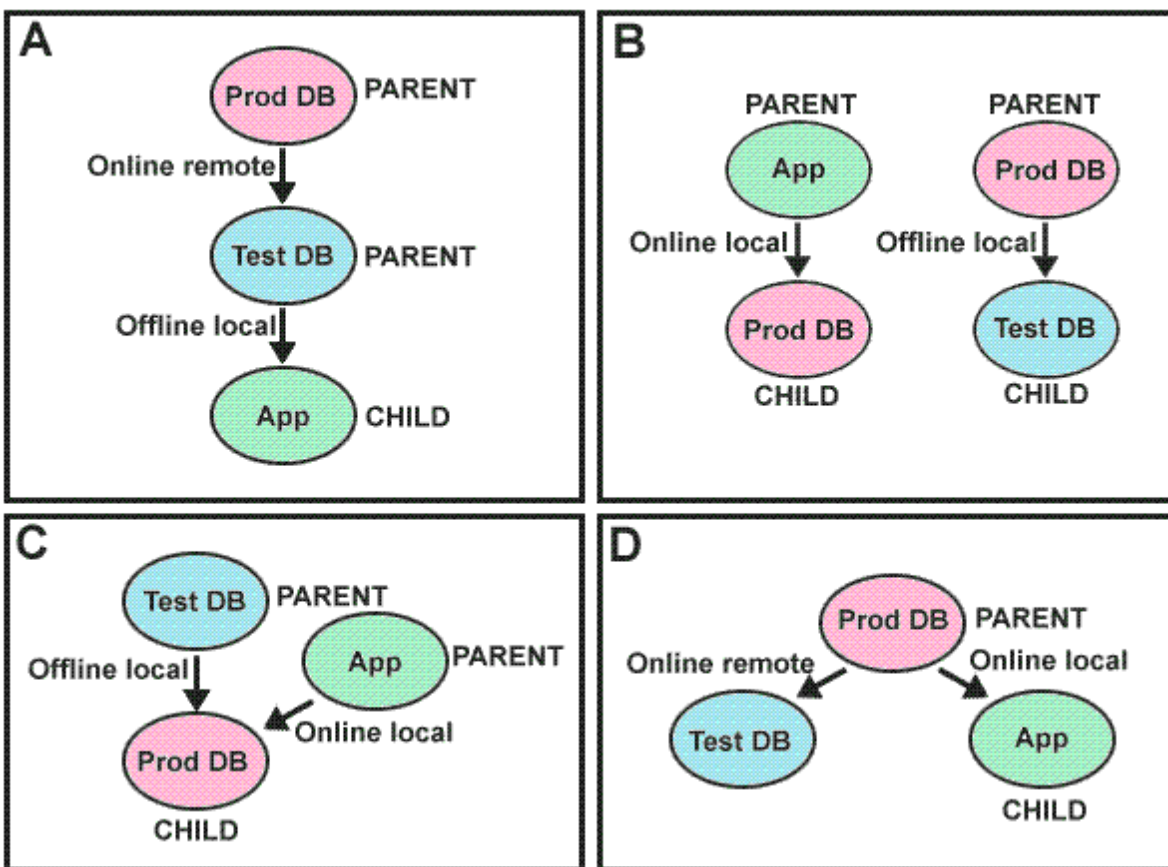 A
Prod DB PARENT
Online remote
Test DB PARENT
Offline local
App CHILD
B
PARENT PARENT
App Prod DB
Online local Offline local
Prod DB Test DB
CHILD CHILD
C
Test DB PARENT
Offline local App PARENT
Online local
Prod DB
CHILD
D
Prod DB PARENT
Online remote Online local
Test DB App
CHILD